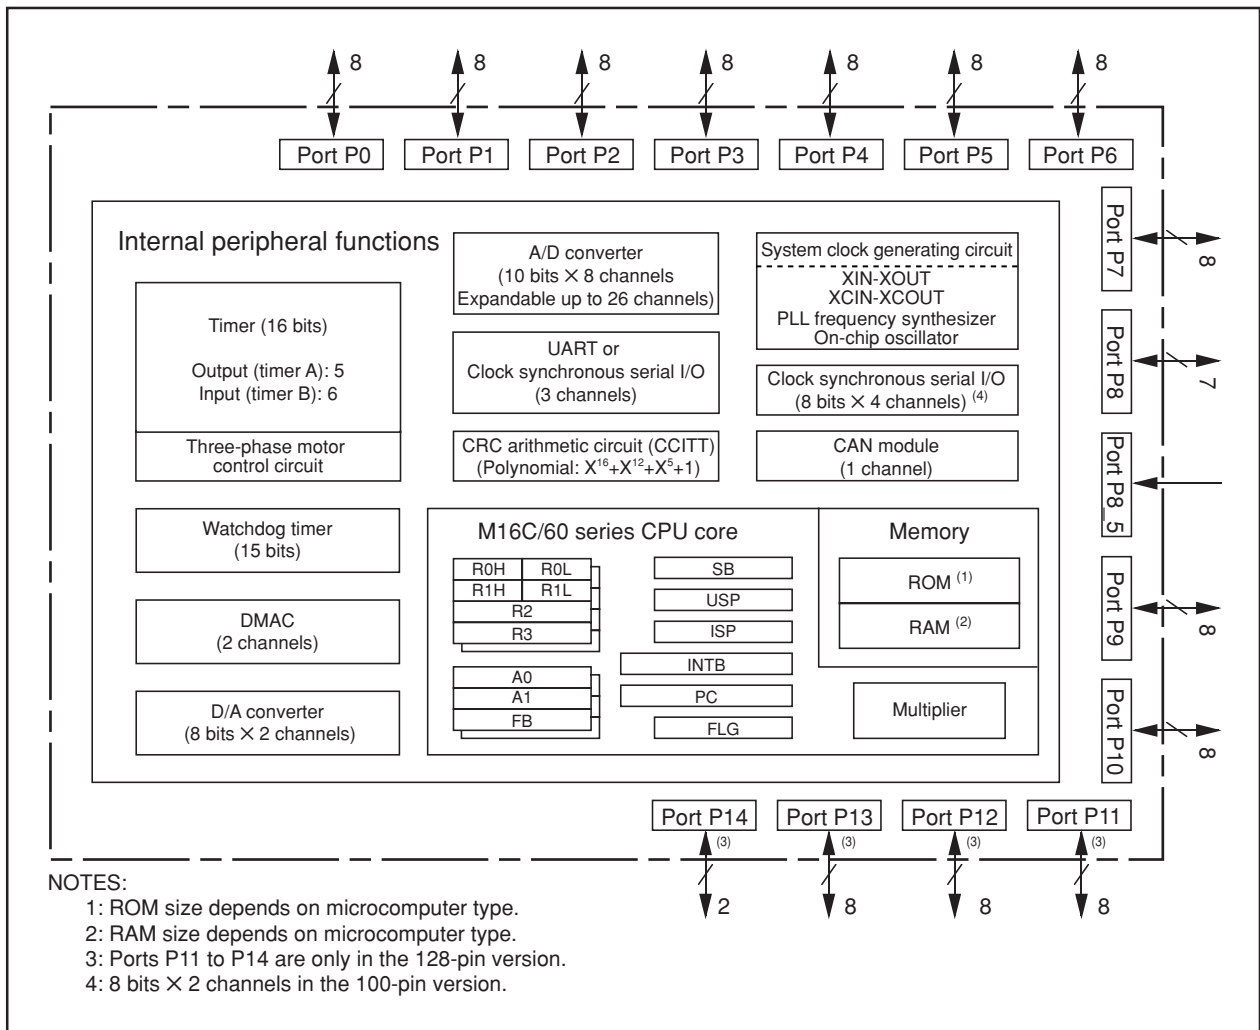 8 8 8 8 8 8 8
Port P0 Port P1 Port P2 Port P3 Port P4 Port P5 Port P6
Internal peripheral functions
Timer (16 bits)
Output (timer A): 5
Input (timer B): 6
Three-phase motor
control circuit
Watchdog timer
(15 bits)
DMAC
(2 channels)
D/A converter
(8 bits × 2 channels)
A/D converter
(10 bits × 8 channels
Expandable up to 26 channels)
UART or
Clock synchronous serial I/O
(3 channels)
CRC arithmetic circuit (CCITT)
(Polynomial: X¹⁶+X¹²+X⁵+1)
System clock generating circuit
XIN-XOUT
XCIN-XCOUT
PLL frequency synthesizer
On-chip oscillator
Clock synchronous serial I/O
(8 bits × 4 channels) (4)
CAN module
(1 channel)
M16C/60 series CPU core
R0H R0L
R1H R1L
R2
R3
A0
A1
FB
SB
USP
ISP
INTB
PC
FLG
Memory
ROM (1)
RAM (2)
Multiplier
Port P7
8
Port P8
7
Port P8_5
Port P9
8
Port P10
8
Port P14 Port P13 Port P12 Port P11
(3) (3) (3) (3)
2 8 8 8
NOTES:
1: ROM size depends on microcomputer type.
2: RAM size depends on microcomputer type.
3: Ports P11 to P14 are only in the 128-pin version.
4: 8 bits × 2 channels in the 100-pin version.